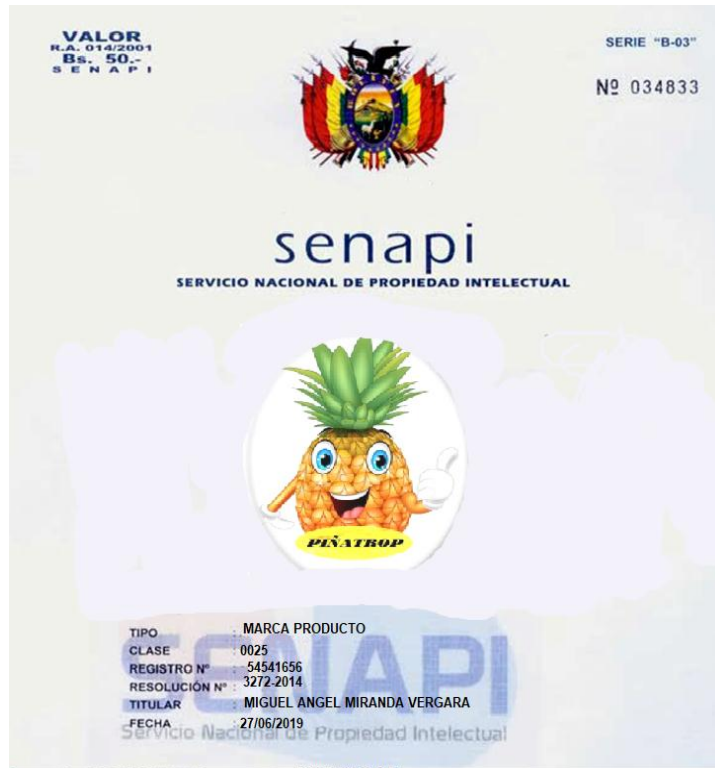 VALOR
R.A. 014/2001
Bs. 50.-
SENAPI
SERIE "B-03"
Nº 034833
senapi
SERVICIO NACIONAL DE PROPIEDAD INTELECTUAL
PIÑATROP
TIPO : MARCA PRODUCTO
CLASE : 0025
REGISTRO Nº : 54541656
RESOLUCIÓN Nº : 3272-2014
TITULAR : MIGUEL ANGEL MIRANDA VERGARA
FECHA : 27/06/2019
SENAPI
Servicio Nacional de Propiedad Intelectual